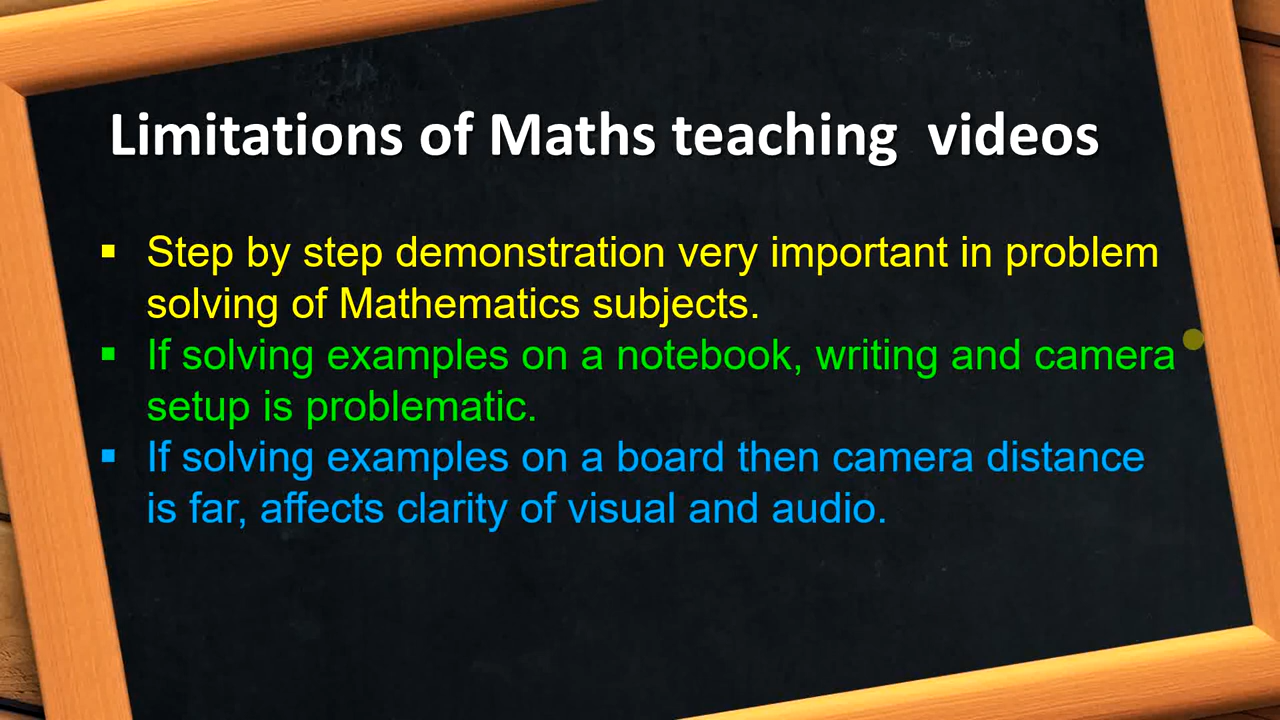 Limitations of Maths teaching videos
▪ Step by step demonstration very important in problem
solving of Mathematics subjects.
▪ If solving examples on a notebook, writing and camera
setup is problematic.
▪ If solving examples on a board then camera distance
is far, affects clarity of visual and audio.